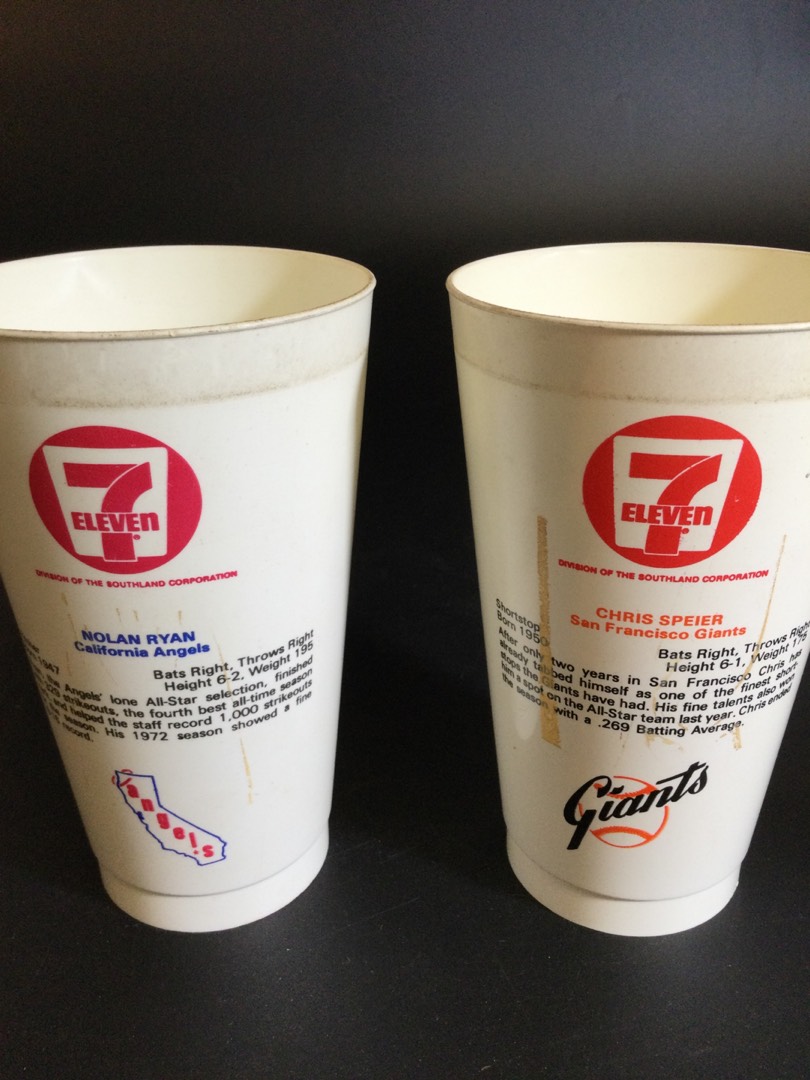 7
ELEVEn
®
DIVISION OF THE SOUTHLAND CORPORATION
NOLAN RYAN
California Angels
1947
Bats Right, Throws Right
Height 6-2, Weight 195
the Angels' lone All-Star selection, finished
strikeouts, the fourth best all-time season
and helped the staff record 1,000 strikeouts
season. His 1972 season showed a fine
record.
angels
7
ELEVEn
®
DIVISION OF THE SOUTHLAND CORPORATION
CHRIS SPEIER
San Francisco Giants
Shortstop
Born 1950
Bats Right, Throws Right
Height 6-1, Weight 175
After only two years in San Francisco Chris has
already tabbed himself as one of the finest short
stops the Giants have had. His fine talents also won
him a spot on the All-Star team last year. Chris ended
the season with a .269 Batting Average.
Giants